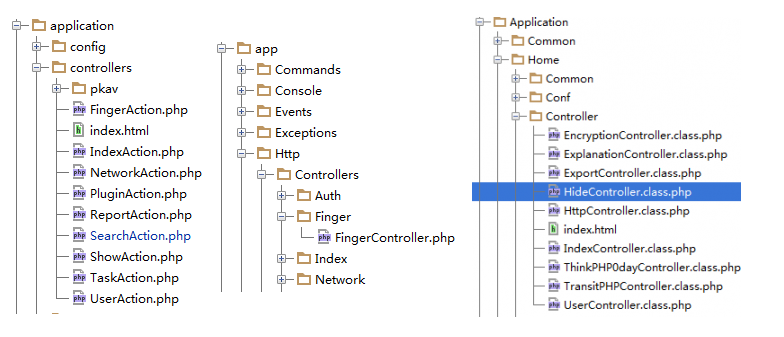 application
config
controllers
pkav
FingerAction.php
index.html
IndexAction.php
NetworkAction.php
PluginAction.php
ReportAction.php
SearchAction.php
ShowAction.php
TaskAction.php
UserAction.php
app
Commands
Console
Events
Exceptions
Http
Controllers
Auth
Finger
FingerController.php
Index
Network
Application
Common
Home
Common
Conf
Controller
EncryptionController.class.php
ExplanationController.class.php
ExportController.class.php
HideController.class.php
HttpController.class.php
index.html
IndexController.class.php
ThinkPHP0dayController.class.php
TransitPHPController.class.php
UserController.class.php